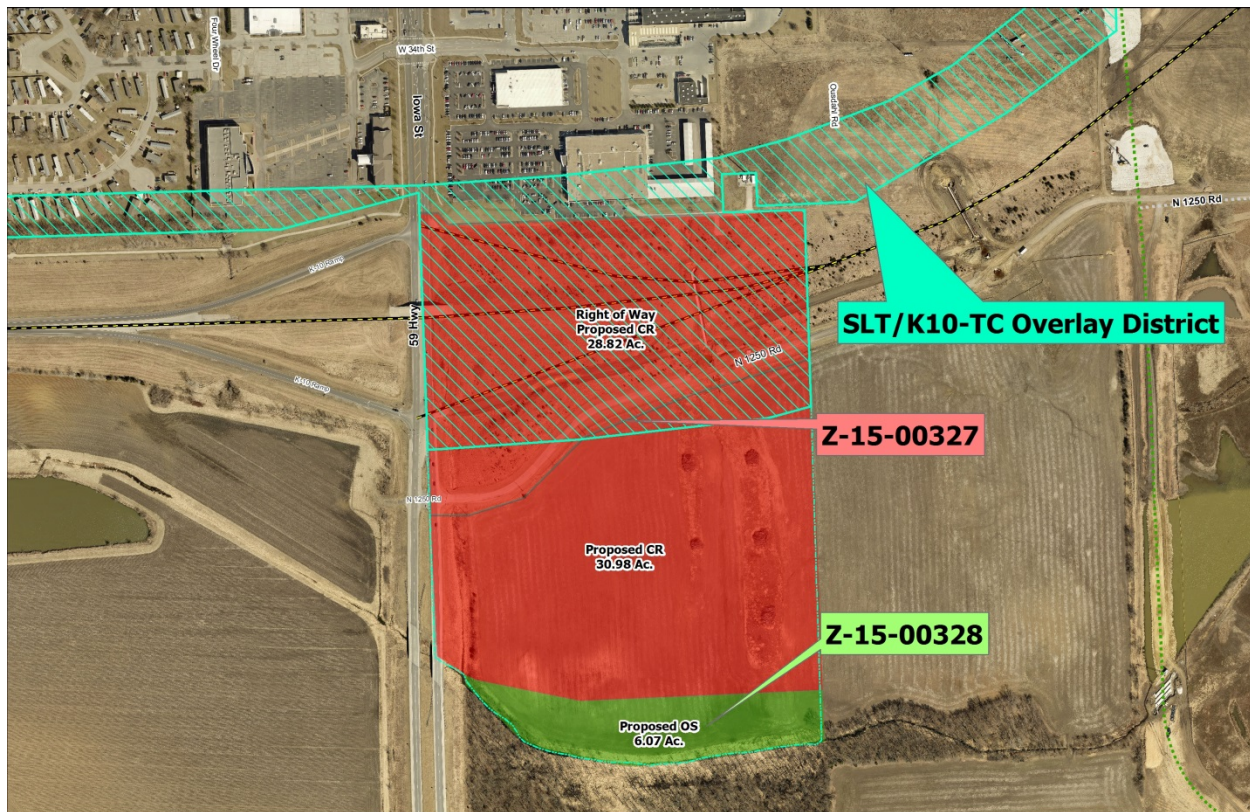 Four Wheel Dr
W 34th St
Iowa St
Ousdahl Rd
N 1250 Rd
K-10 Ramp
59 Hwy
SLT/K10-TC Overlay District
Right of Way
Proposed CR
28.82 Ac.
N 1250 Rd
K-10 Ramp
Z-15-00327
N 1250 Rd
Proposed CR
30.98 Ac.
Z-15-00328
Proposed OS
6.07 Ac.